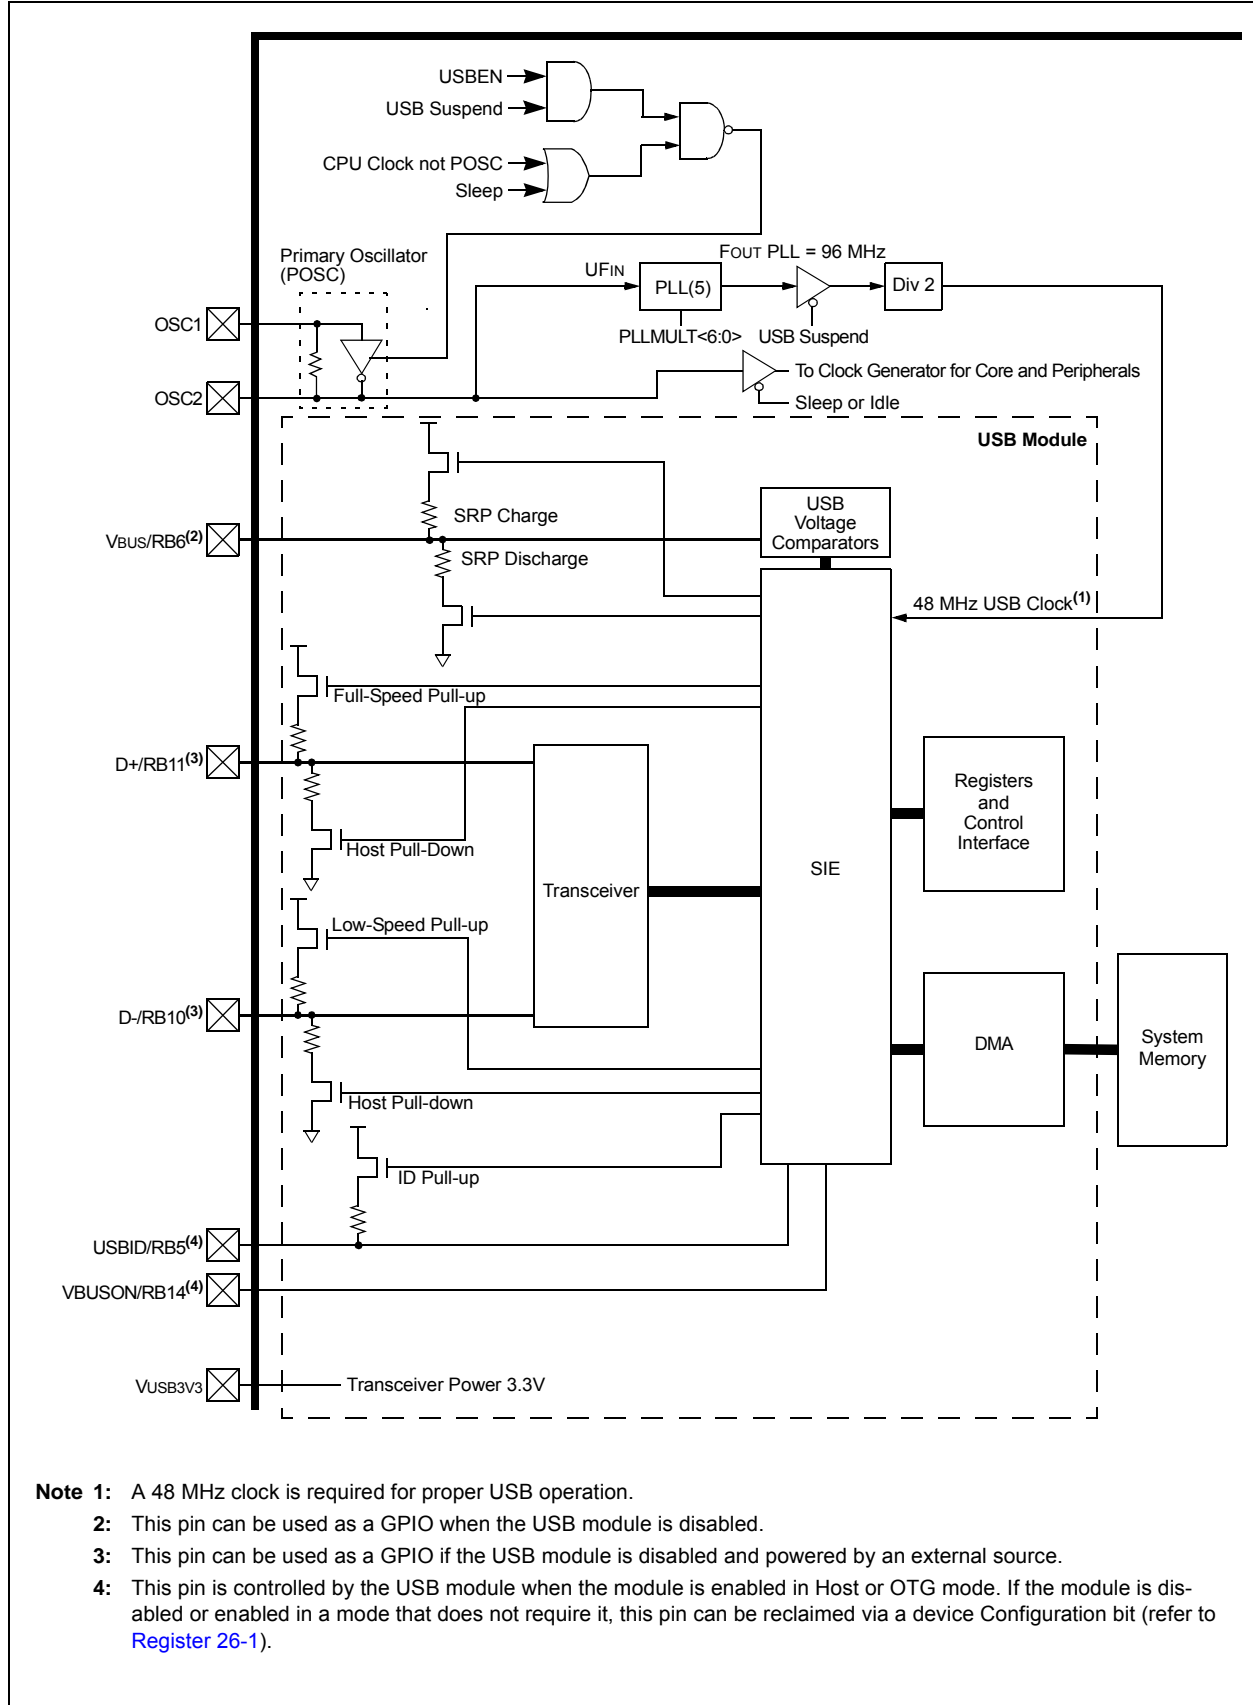 USBEN
USB Suspend
CPU Clock not POSC
Sleep
Primary Oscillator
(POSC)
FOUT PLL = 96 MHz
UFIN
PLL(5)
Div 2
OSC1
PLLMULT<6:0>
USB Suspend
To Clock Generator for Core and Peripherals
OSC2
Sleep or Idle
USB Module
USB
Voltage
Comparators
SRP Charge
VBUS/RB6(2)
SRP Discharge
48 MHz USB Clock(1)
Full-Speed Pull-up
D+/RB11(3)
Registers
and
Control
Interface
Host Pull-Down
SIE
Transceiver
Low-Speed Pull-up
D-/RB10(3)
DMA
System
Memory
Host Pull-down
ID Pull-up
USBID/RB5(4)
VBUSON/RB14(4)
VUSB3V3
Transceiver Power 3.3V
Note 1: A 48 MHz clock is required for proper USB operation.
2: This pin can be used as a GPIO when the USB module is disabled.
3: This pin can be used as a GPIO if the USB module is disabled and powered by an external source.
4: This pin is controlled by the USB module when the module is enabled in Host or OTG mode. If the module is dis-
abled or enabled in a mode that does not require it, this pin can be reclaimed via a device Configuration bit (refer to
Register 26-1).